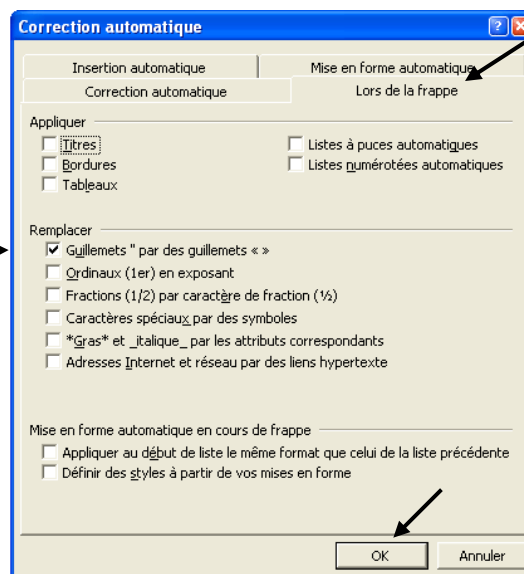 Correction automatique
Insertion automatique
Mise en forme automatique
Correction automatique
Lors de la frappe
Appliquer
Titres
Listes à puces automatiques
Bordures
Listes numérotées automatiques
Tableaux
Remplacer
Guillemets " par des guillemets « »
Ordinaux (1er) en exposant
Fractions (1/2) par caractère de fraction (½)
Caractères spéciaux par des symboles
*Gras* et _italique_ par les attributs correspondants
Adresses Internet et réseau par des liens hypertexte
Mise en forme automatique en cours de frappe
Appliquer au début de liste le même format que celui de la liste précédente
Définir des styles à partir de vos mises en forme
OK
Annuler